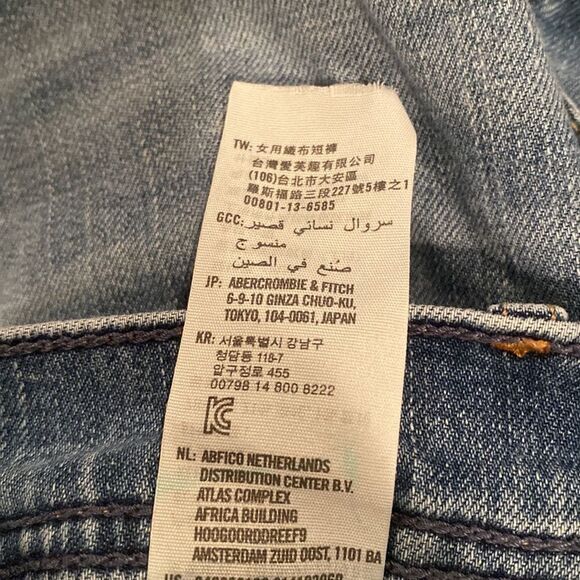 TW: 女用織布短褲
台灣愛芙趣有限公司
(106)台北市大安區
羅斯福路三段227號5樓之1
00801-13-6585
GCC: سروال نسائي قصير
منسوج
صُنع في الصين
JP: ABERCROMBIE & FITCH
6-9-10 GINZA CHUO-KU,
TOKYO, 104-0061, JAPAN
KR: 서울특별시 강남구
청담동 118-7
압구정로 455
00798 14 800 8222
NL: ABFICO NETHERLANDS
DISTRIBUTION CENTER B.V.
ATLAS COMPLEX
AFRICA BUILDING
HOOGOORDDREEF9
AMSTERDAM ZUID OOST, 1101 BA